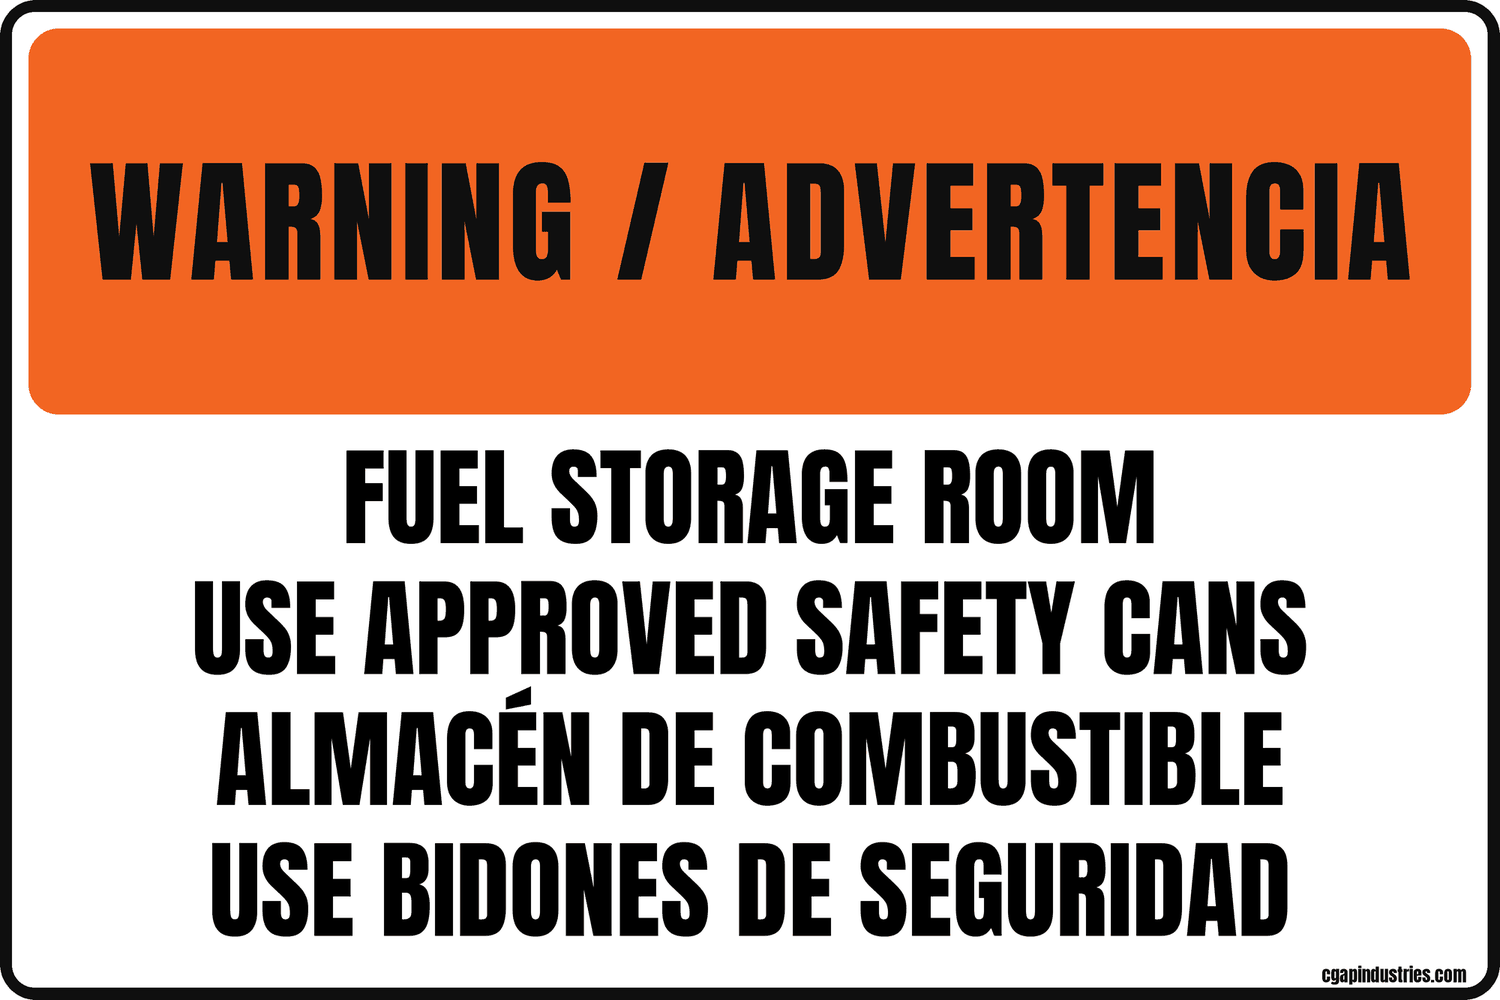 WARNING / ADVERTENCIA
FUEL STORAGE ROOM
USE APPROVED SAFETY CANS
ALMACÉN DE COMBUSTIBLE
USE BIDONES DE SEGURIDAD
cgapindustries.com